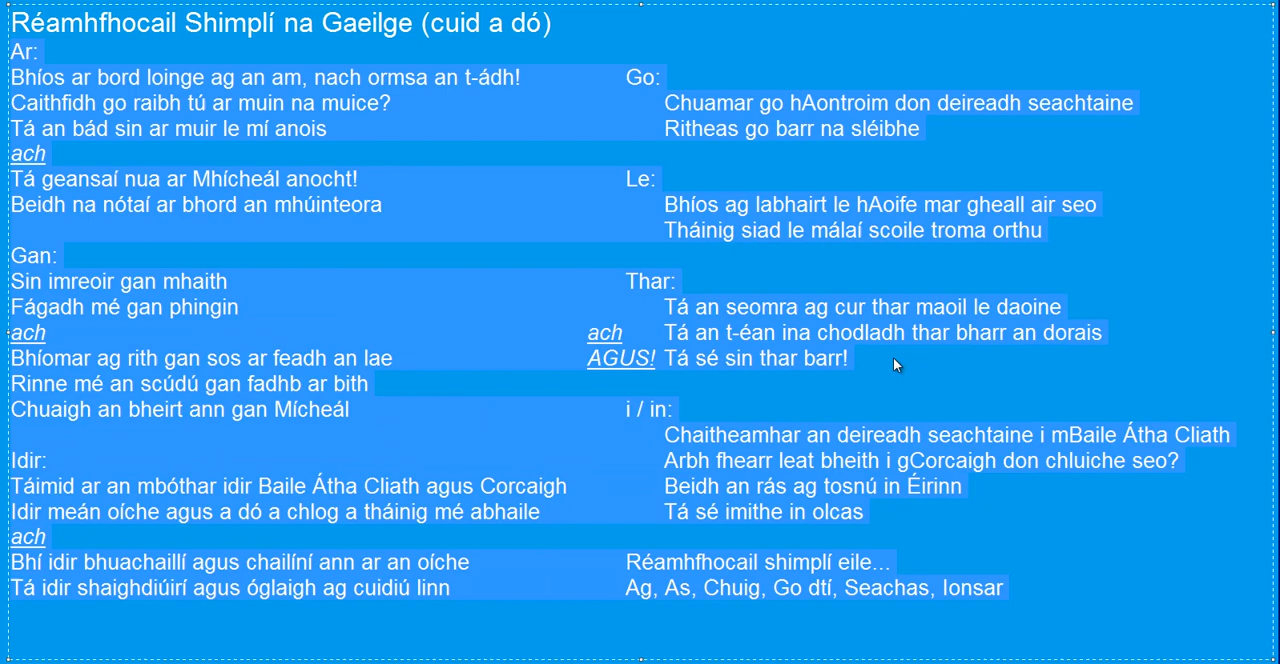 Réamhfhocail Shimplí na Gaeilge (cuid a dó)
Ar:
Bhíos ar bord loinge ag an am, nach ormsa an t-ádh!
Caithfidh go raibh tú ar muin na muice?
Tá an bád sin ar muir le mí anois
ach
Tá geansaí nua ar Mhícheál anocht!
Beidh na nótaí ar bhord an mhúinteora
Gan:
Sin imreoir gan mhaith
Fágadh mé gan phingin
ach
Bhíomar ag rith gan sos ar feadh an lae
Rinne mé an scúdú gan fadhb ar bith
Chuaigh an bheirt ann gan Mícheál
Idir:
Táimid ar an mbóthar idir Baile Átha Cliath agus Corcaigh
Idir meán oíche agus a dó a chlog a tháinig mé abhaile
ach
Bhí idir bhuachaillí agus chailíní ann ar an oíche
Tá idir shaighdiúirí agus óglaigh ag cuidiú linn
Go:
Chuamar go hAontroim don deireadh seachtaine
Ritheas go barr na sléibhe
Le:
Bhíos ag labhairt le hAoife mar gheall air seo
Tháinig siad le málaí scoile troma orthu
Thar:
Tá an seomra ag cur thar maoil le daoine
ach Tá an t-éan ina chodladh thar bharr an dorais
AGUS! Tá sé sin thar barr!
i / in:
Chaitheamhar an deireadh seachtaine i mBaile Átha Cliath
Arbh fhearr leat bheith i gCorcaigh don chluiche seo?
Beidh an rás ag tosnú in Éirinn
Tá sé imithe in olcas
Réamhfhocail shimplí eile...
Ag, As, Chuig, Go dtí, Seachas, Ionsar